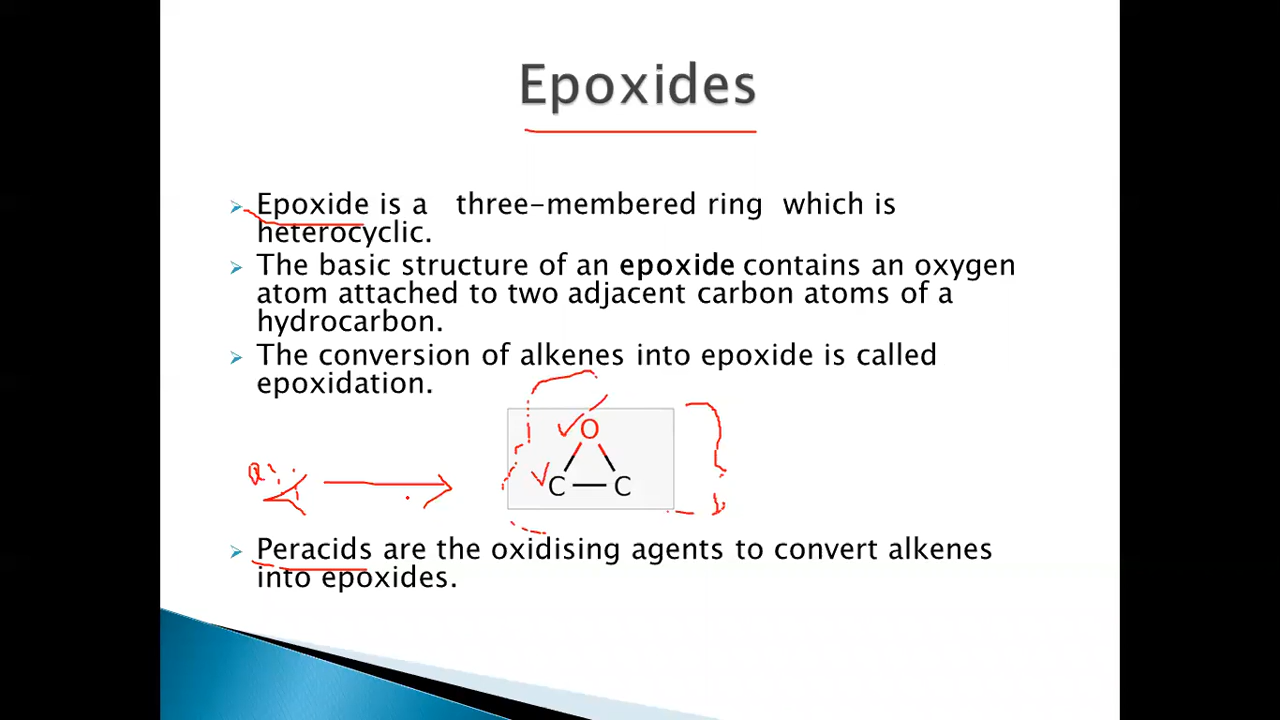 Epoxides
Epoxide is a three-membered ring which is
heterocyclic.
The basic structure of an epoxide contains an oxygen
atom attached to two adjacent carbon atoms of a
hydrocarbon.
The conversion of alkenes into epoxide is called
epoxidation.
O
C C
Peracids are the oxidising agents to convert alkenes
into epoxides.